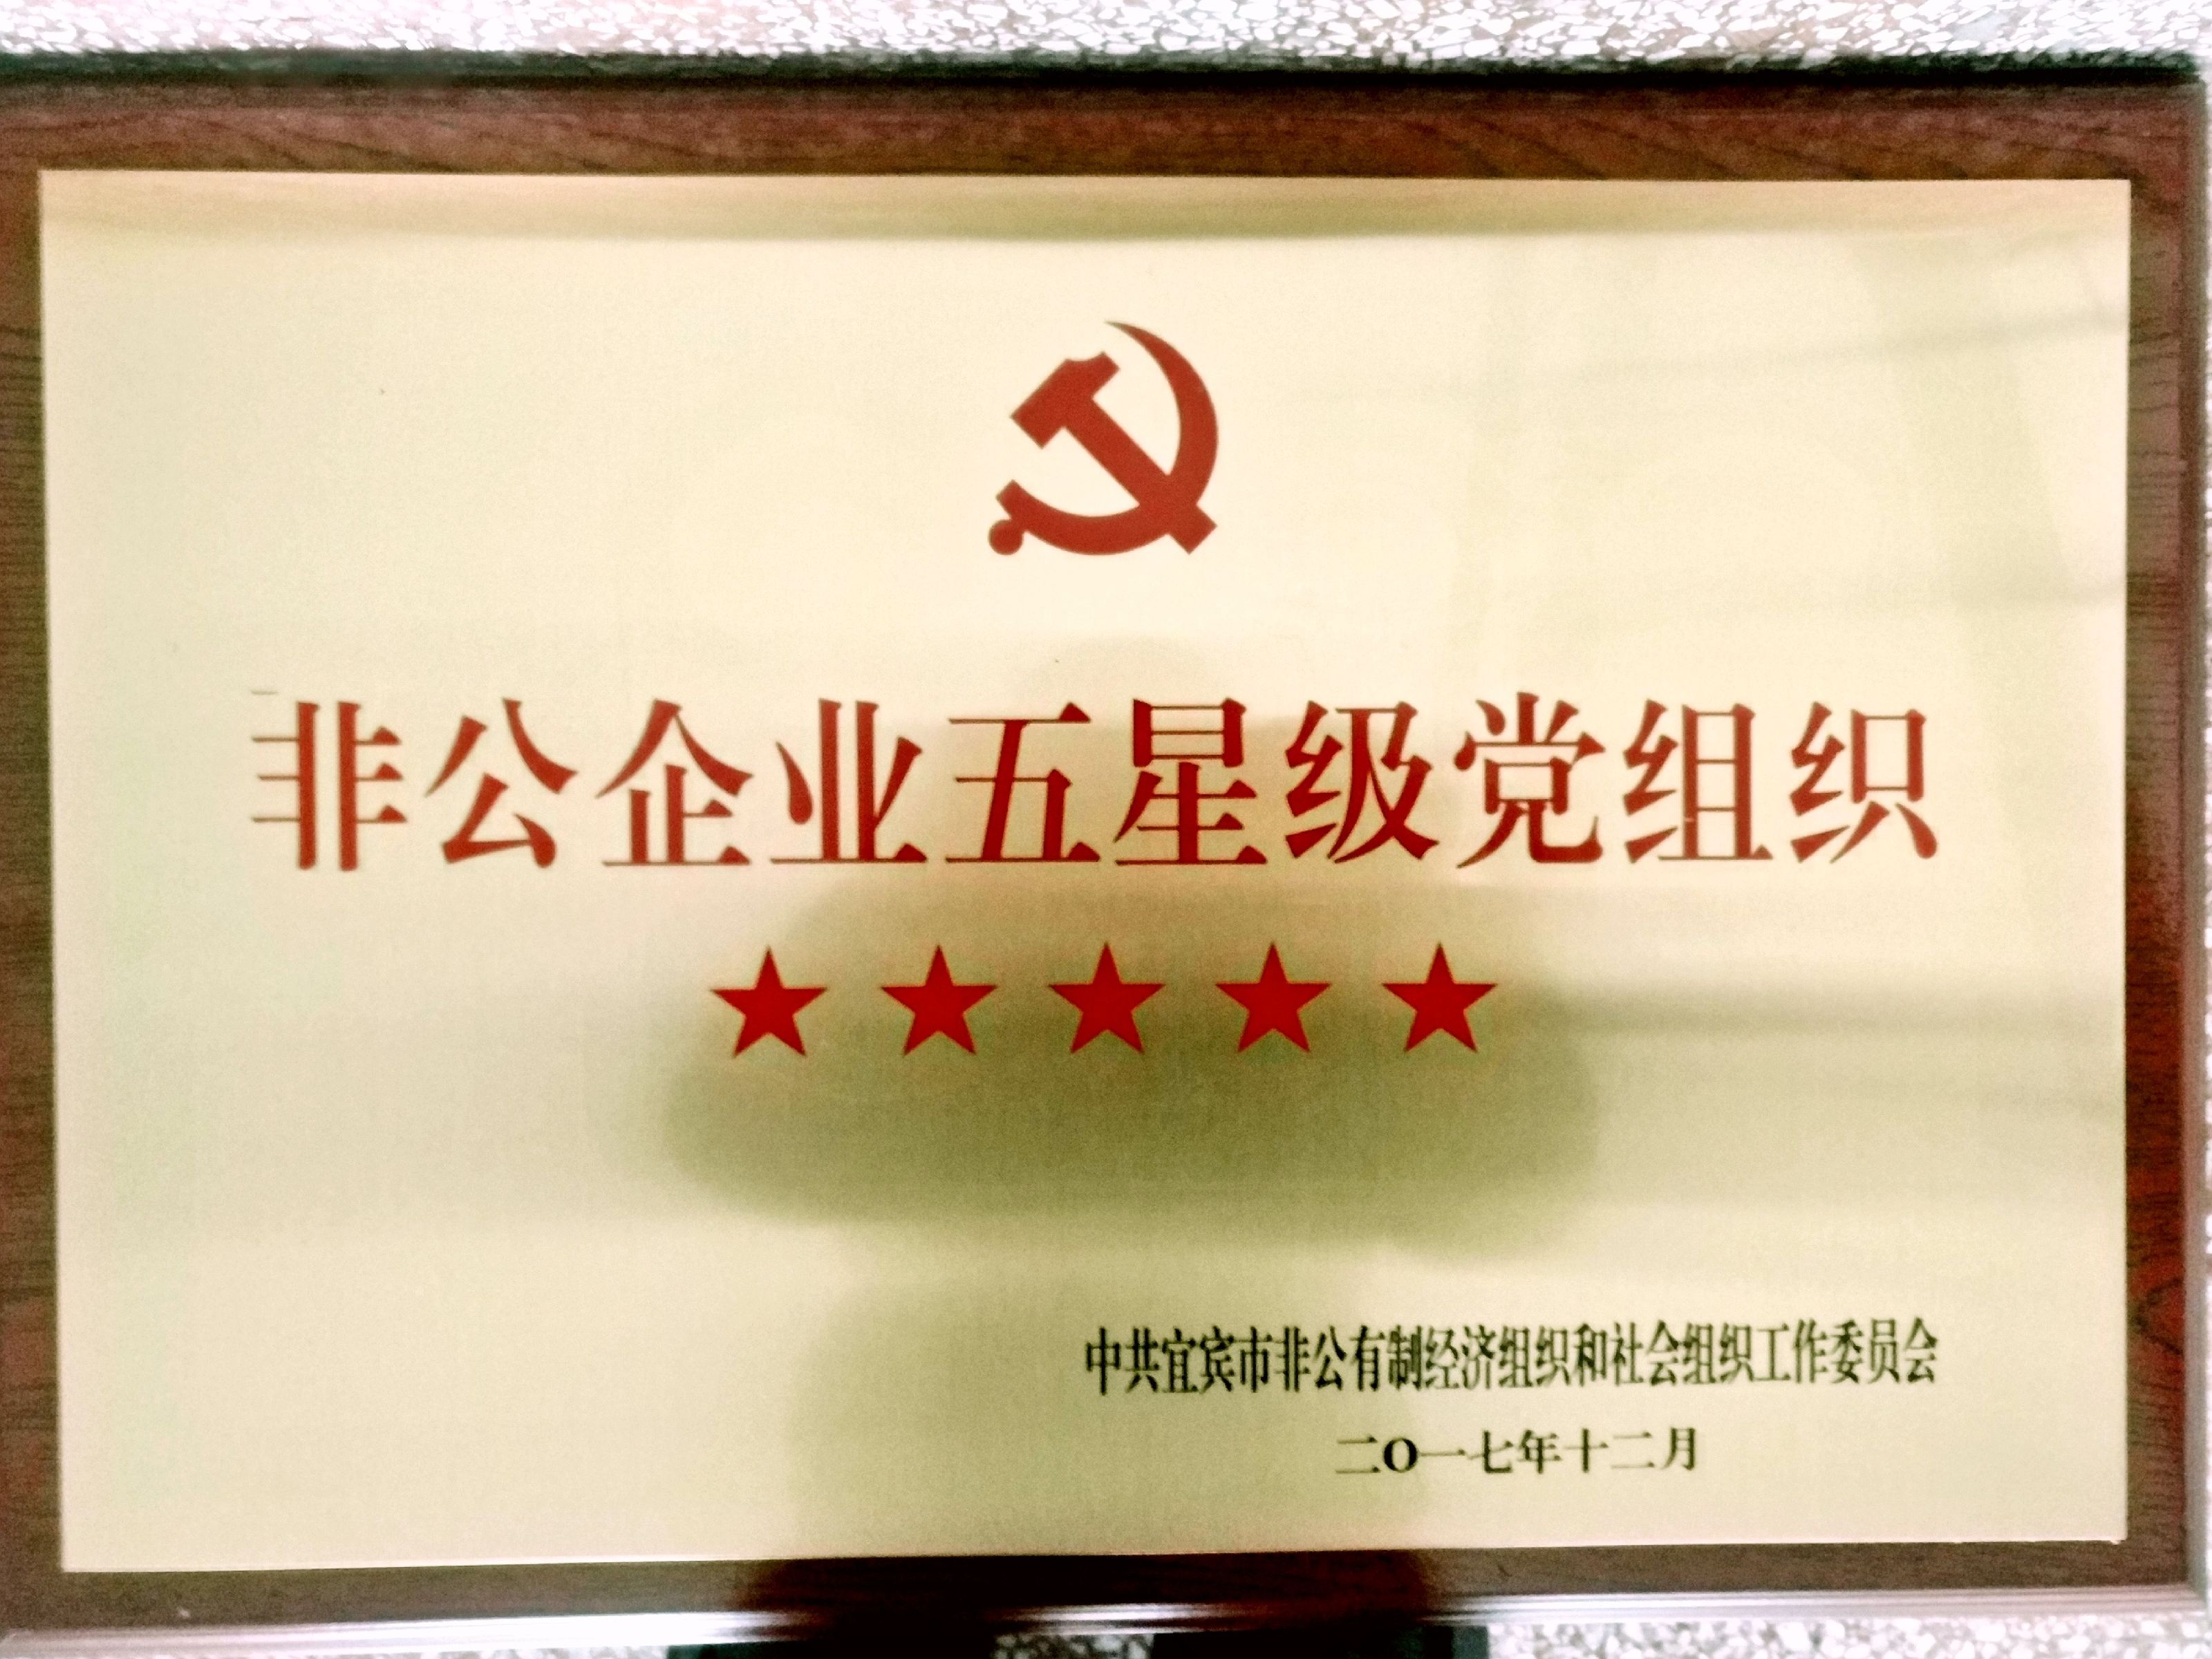 非公企业五星级党组织
中共宜宾市非公有制经济组织和社会组织工作委员会
二O一七年十二月